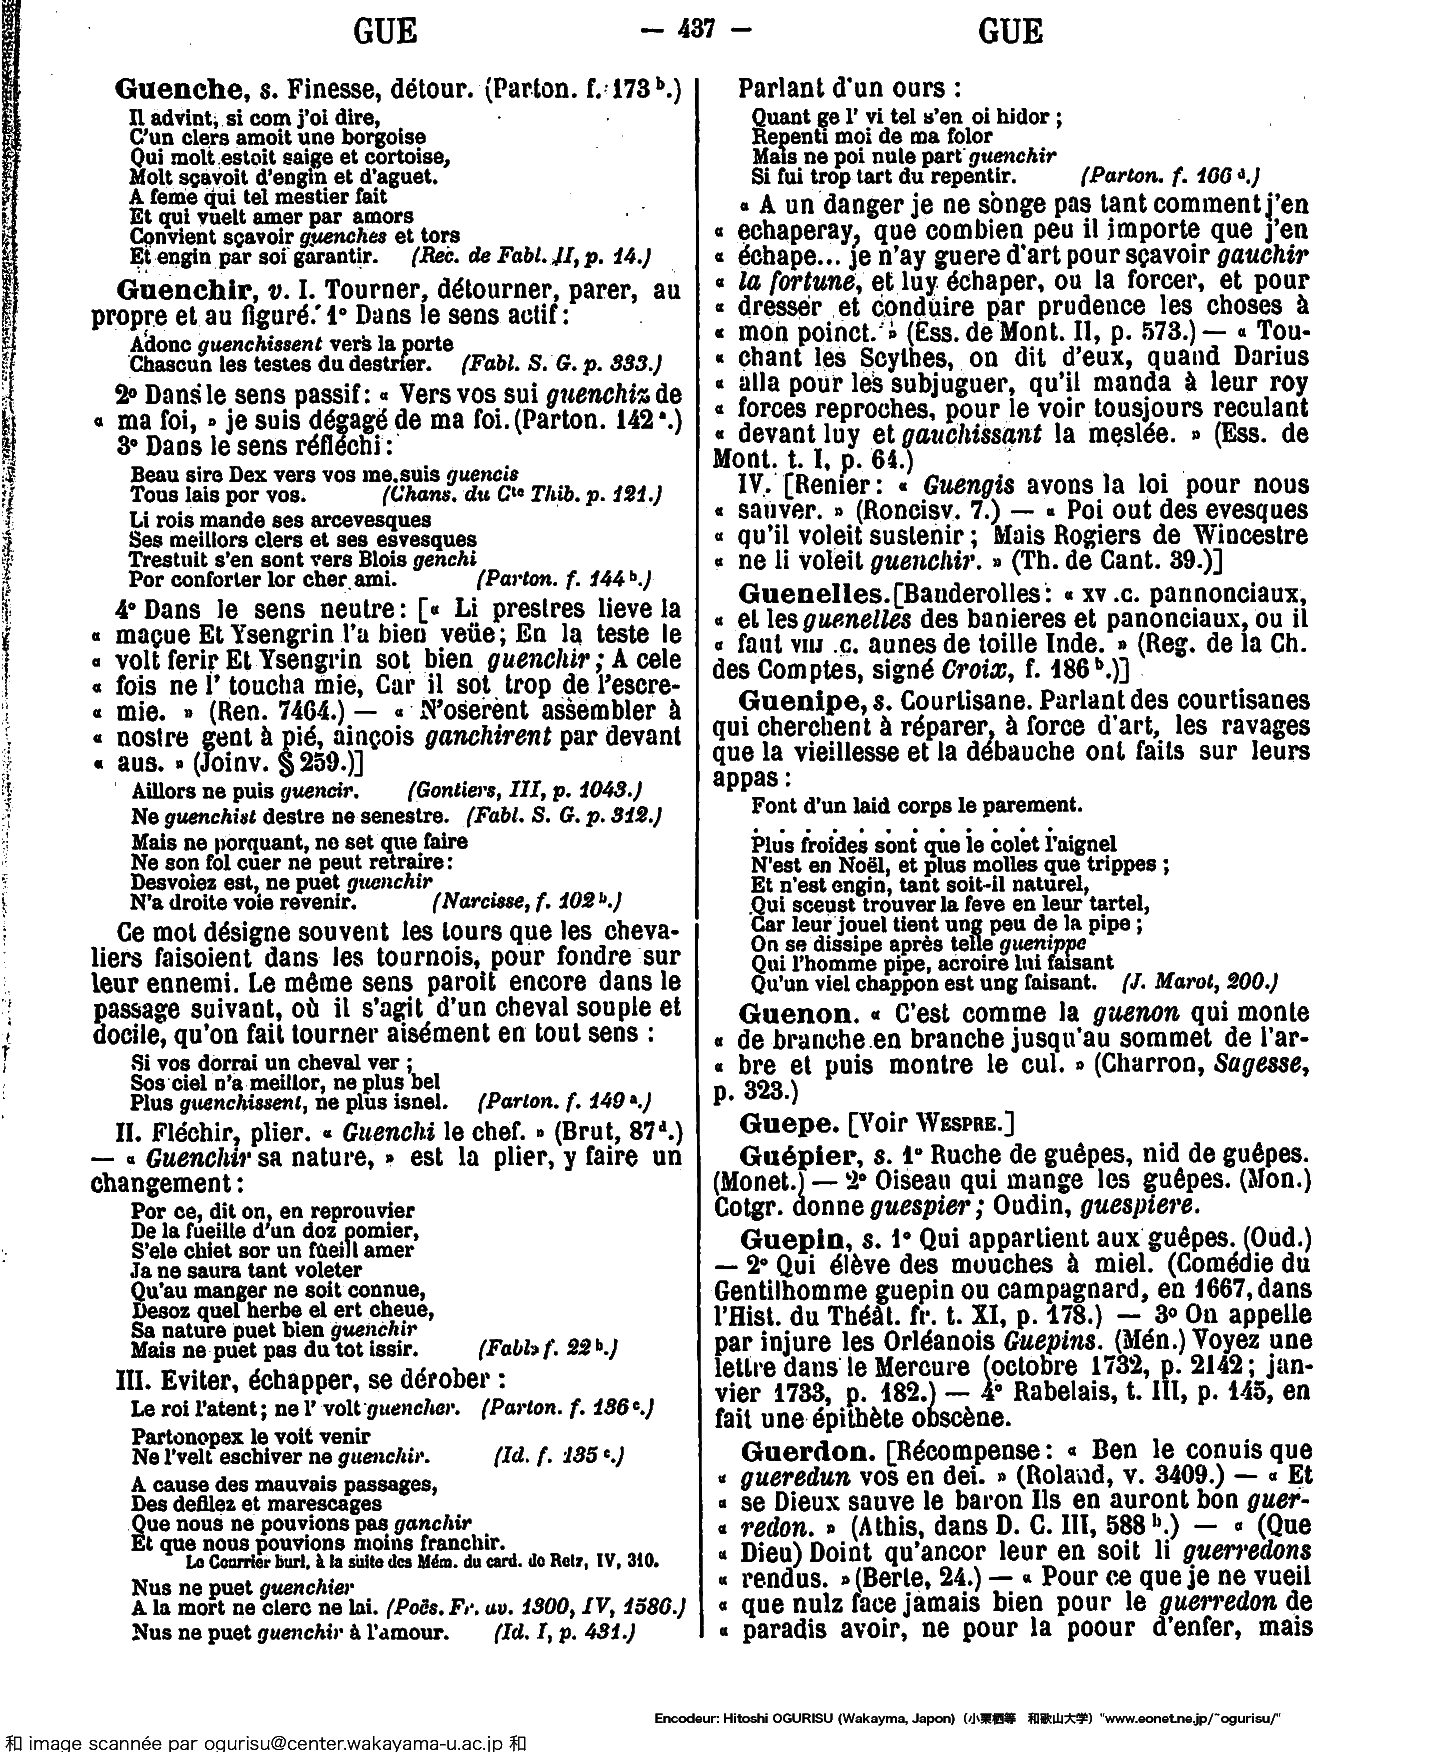 GUE — 437 — GUE
Guenche, s. Finesse, détour. (Parton. f. 173 b.)
Il advint, si com j'oi dire,
C'un clers amoit une borgoise
Qui molt estoit saige et cortoise,
Molt sçavoit d'engin et d'aguet.
A feme qui tel mestier fait
Et qui vuelt amer par amors
Convient sçavoir guenches et tors
Et engin par soi garantir. (Rec. de Fabl. II, p. 14.)
Guenchir, v. I. Tourner, détourner, parer, au
propre et au figuré. 1º Dans le sens actif :
Adonc guenchissent vers la porte
Chascun les testes du destrier. (Fabl. S. G. p. 333.)
2º Dans le sens passif : « Vers vos sui guenchiz de
« ma foi, » je suis dégagé de ma foi. (Parton. 142 a.)
3º Dans le sens réfléchi :
Beau sire Dex vers vos me suis guencis
Tous lais por vos. (Chans. du Cte Thib. p. 121.)
Li rois mande ses arcevesques
Ses meillors clers et ses esvesques
Trestuit s'en sont vers Blois genchi
Por conforter lor cher ami. (Parton. f. 144 b.)
4º Dans le sens neutre : [« Li prestres lieve la
« maçue Et Ysengrin l'a bien veüe ; En la teste le
« volt ferir Et Ysengrin sot bien guenchir ; A cele
« fois ne l' toucha mie, Car il sot trop de l'escre-
« mie. » (Ren. 7464.) — « N'oserent assembler à
« nostre gent à pié, ainçois ganchirent par devant
« aus. » (Joinv. § 259.)]
Aillors ne puis guencir. (Gontiers, III, p. 1043.)
Ne guenchist destre ne senestre. (Fabl. S. G. p. 312.)
Mais ne porquant, ne set que faire
Ne son fol cuer ne peut retraire :
Desvoiez est, ne puet guenchir
N'a droite voie revenir. (Narcisse, f. 102 b.)
Ce mot désigne souvent les tours que les cheva-
liers faisoient dans les tournois, pour fondre sur
leur ennemi. Le même sens paroit encore dans le
passage suivant, où il s'agit d'un cheval souple et
docile, qu'on fait tourner aisément en tout sens :
Si vos dorrai un cheval ver ;
Sos ciel n'a meillor, ne plus bel
Plus guenchissent, ne plus isnel. (Parton. f. 149 a.)
II. Fléchir, plier. « Guenchi le chef. » (Brut, 87 d.)
— « Guenchir sa nature, » est la plier, y faire un
changement :
Por ce, dit on, en reprouvier
De la fueille d'un doz pomier,
S'ele chiet sor un fueill amer
Ja ne saura tant voleter
Qu'au manger ne soit connue,
Desoz quel herbe el ert cheue,
Sa nature puet bien guenchir
Mais ne puet pas du tot issir. (Fabl. f. 22 b.)
III. Eviter, échapper, se dérober :
Le roi l'atent ; ne l' volt guencher. (Parton. f. 136 c.)
Partonopex le voit venir
Ne l'velt eschiver ne guenchir. (Id. f. 135 c.)
A cause des mauvais passages,
Des defilez et marescages
Que nous ne pouvions pas ganchir
Et que nous pouvions moins franchir.
Le Courrier burl. à la suite des Mém. du card. de Retz, IV, 310.
Nus ne puet guenchier
A la mort ne clerc ne lai. (Poës. Fr. av. 1300, IV, 1586.)
Nus ne puet guenchir à l'amour. (Id. I, p. 431.)
Parlant d'un ours :
Quant ge l' vi tel s'en oi hidor ;
Repenti moi de ma folor
Mais ne poi nule part guenchir
Si fui trop tart du repentir. (Parton. f. 166 d.)
« A un danger je ne songe pas tant comment j'en
« echaperay, que combien peu il importe que j'en
« échape... je n'ay guere d'art pour sçavoir gauchir
« la fortune, et luy échaper, ou la forcer, et pour
« dresser et conduire par prudence les choses à
« mon poinct. » (Ess. de Mont. II, p. 573.) — « Tou-
« chant les Scythes, on dit d'eux, quand Darius
« alla pour les subjuguer, qu'il manda à leur roy
« forces reproches, pour le voir tousjours reculant
« devant luy et gauchissant la meslée. » (Ess. de
Mont. t. I, p. 64.)
IV. [Renier : « Guengis avons la loi pour nous
« sauver. » (Roncisv. 7.) — « Poi out des evesques
« qu'il voleit sustenir ; Mais Rogiers de Wincestre
« ne li voleit guenchir. » (Th. de Cant. 39.)]
Guenelles. [Banderolles : « xv .c. pannonciaux,
« et les guenelles des banieres et panonciaux, ou il
« faut VIIJ .c. aunes de toille Inde. » (Reg. de la Ch.
des Comptes, signé Croix, f. 186 b.)]
Guenipe, s. Courtisane. Parlant des courtisanes
qui cherchent à réparer, à force d'art, les ravages
que la vieillesse et la débauche ont faits sur leurs
appas :
Font d'un laid corps le parement.
. . . . . . . . . . . .
Plus froides sont que le colet l'aignel
N'est en Noël, et plus molles que trippes ;
Et n'est engin, tant soit-il naturel,
Qui sceust trouver la feve en leur tartel,
Car leur jouel tient ung peu de la pipe ;
On se dissipe après telle guenippe
Qui l'homme pipe, acroire lui faisant
Qu'un viel chappon est ung faisant. (J. Marot, 200.)
Guenon. « C'est comme la guenon qui monte
« de branche en branche jusqu'au sommet de l'ar-
« bre et puis montre le cul. » (Charron, Sagesse,
p. 323.)
Guepe. [Voir WESPRE.]
Guépier, s. 1º Ruche de guêpes, nid de guêpes.
(Monet.) — 2º Oiseau qui mange les guêpes. (Mon.)
Cotgr. donne guespier ; Oudin, guespiere.
Guepin, s. 1º Qui appartient aux guêpes. (Oud.)
— 2º Qui élève des mouches à miel. (Comédie du
Gentilhomme guepin ou campagnard, en 1667, dans
l'Hist. du Théât. fr. t. XI, p. 178.) — 3º On appelle
par injure les Orléanois Guepins. (Mén.) Voyez une
lettre dans le Mercure (octobre 1732, p. 2142 ; jan-
vier 1733, p. 182.) — 4º Rabelais, t. III, p. 145, en
fait une épithète obscène.
Guerdon. [Récompense : « Ben le conuis que
« gueredun vos en dei. » (Roland, v. 3409.) — « Et
« se Dieux sauve le baron Ils en auront bon guer-
« redon. » (Athis, dans D. C. III, 588 b.) — « (Que
« Dieu) Doint qu'ancor leur en soit li guerredons
« rendus. » (Berte, 24.) — « Pour ce que je ne vueil
« que nulz face jamais bien pour le guerredon de
« paradis avoir, ne pour la poour d'enfer, mais
Encodeur: Hitoshi OGURISU (Wakayma, Japon) (小栗栖等 和歌山大学) "www.eonet.ne.jp/~ogurisu/"
和 image scannée par ogurisu@center.wakayama-u.ac.jp 和